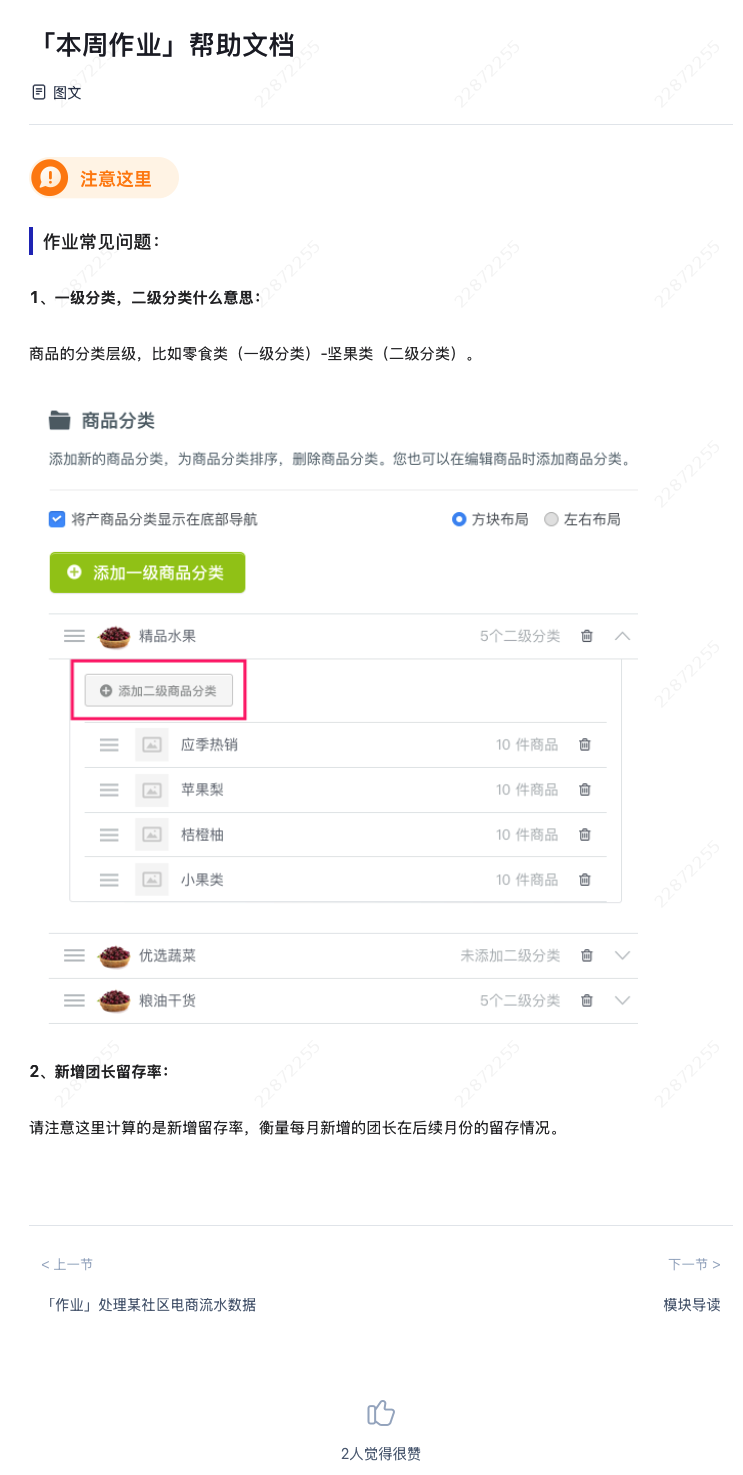 「本周作业」帮助文档
图文
注意这里
作业常见问题：
1、一级分类，二级分类什么意思：
商品的分类层级，比如零食类（一级分类）-坚果类（二级分类）。
商品分类
添加新的商品分类，为商品分类排序，删除商品分类。您也可以在编辑商品时添加商品分类。
将产商品分类显示在底部导航 方块布局 左右布局
添加一级商品分类
精品水果 5个二级分类
添加二级商品分类
应季热销 10 件商品
苹果梨 10 件商品
桔橙柚 10 件商品
小果类 10 件商品
优选蔬菜 未添加二级分类
粮油干货 5个二级分类
2、新增团长留存率：
请注意这里计算的是新增留存率，衡量每月新增的团长在后续月份的留存情况。
< 上一节 下一节 >
「作业」处理某社区电商流水数据 模块导读
2人觉得很赞
22872255